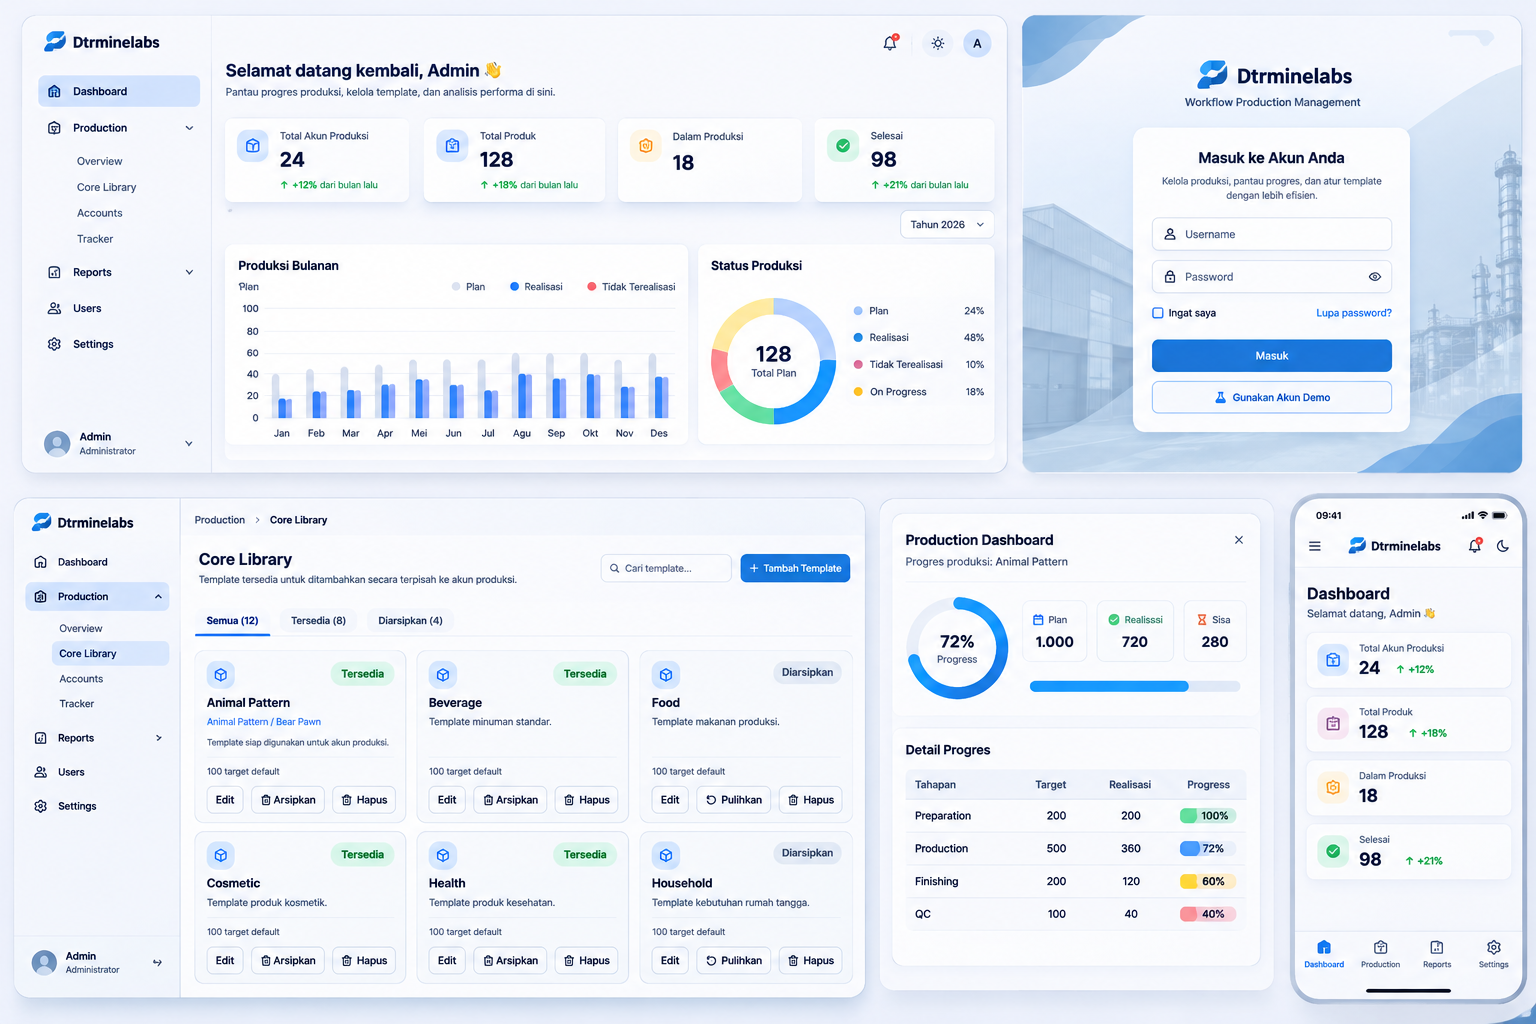 Dtrminelabs
Dashboard
Production
Overview
Core Library
Accounts
Tracker
Reports
Users
Settings
Admin
Administrator
A
Selamat datang kembali, Admin 👋
Pantau progres produksi, kelola template, dan analisis performa di sini.
Total Akun Produksi
24
↑ +12% dari bulan lalu
Total Produk
128
↑ +18% dari bulan lalu
Dalam Produksi
18
Selesai
98
↑ +21% dari bulan lalu
Tahun 2026
Produksi Bulanan
Plan
Plan
Realisasi
Tidak Terealisasi
100
80
60
40
20
0
Jan Feb Mar Apr Mei Jun Jul Agu Sep Okt Nov Des
Status Produksi
128
Total Plan
Plan 24%
Realisasi 48%
Tidak Terealisasi 10%
On Progress 18%
Dtrminelabs
Workflow Production Management
Masuk ke Akun Anda
Kelola produksi, pantau progres, dan atur template
dengan lebih efisien.
Username
Password
Ingat saya
Lupa password?
Masuk
Gunakan Akun Demo
Dtrminelabs
Dashboard
Production
Overview
Core Library
Accounts
Tracker
Reports
Users
Settings
Admin
Administrator
Production > Core Library
Core Library
Template tersedia untuk ditambahkan secara terpisah ke akun produksi.
Cari template...
+ Tambah Template
Semua (12)
Tersedia (8)
Diarsipkan (4)
Tersedia
Animal Pattern
Animal Pattern / Bear Pawn
Template siap digunakan untuk akun produksi.
100 target default
Edit Arsipkan Hapus
Tersedia
Beverage
Template minuman standar.
100 target default
Edit Arsipkan Hapus
Diarsipkan
Food
Template makanan produksi.
100 target default
Edit Pulihkan Hapus
Tersedia
Cosmetic
Template produk kosmetik.
100 target default
Edit Arsipkan Hapus
Tersedia
Health
Template produk kesehatan.
100 target default
Edit Arsipkan Hapus
Diarsipkan
Household
Template kebutuhan rumah tangga.
100 target default
Edit Pulihkan Hapus
Production Dashboard
Progres produksi: Animal Pattern
72%
Progress
Plan
1.000
Realisssi
720
Sisa
280
Detail Progres
Tahapan Target Realisasi Progress
Preparation 200 200 100%
Production 500 360 72%
Finishing 200 120 60%
QC 100 40 40%
09:41
Dtrminelabs
Dashboard
Selamat datang, Admin 👋
Total Akun Produksi
24 ↑ +12%
Total Produk
128 ↑ +18%
Dalam Produksi
18
Selesai
98 ↑ +21%
Dashboard Production Reports Settings